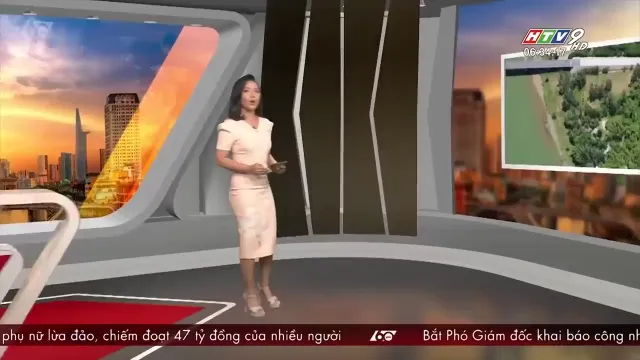 HTV9
HD
phụ nữ lừa đảo, chiếm đoạt 47 tỷ đồng của nhiều người
60
Bắt Phó Giám đốc khai báo công nh